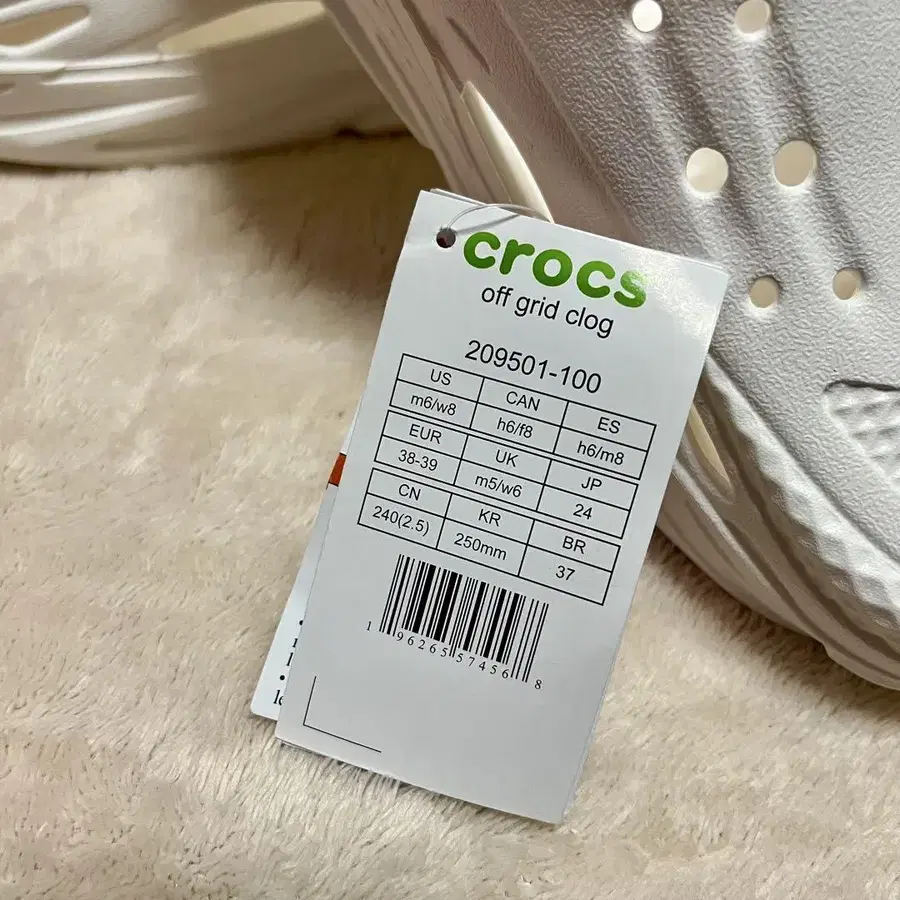 crocs
off grid clog
209501-100
US CAN ES
m6/w8 h6/f8 h6/m8
EUR UK JP
38-39 m5/w6 24
CN KR BR
240(2.5) 250mm 37
1 96265 57456 8